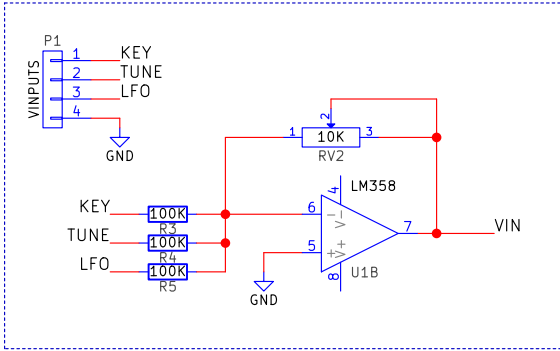 P1
VINPUTS
1 KEY
2 TUNE
3 LFO
4
GND
1 2 3
10K
RV2
KEY 100K
R3
TUNE 100K
R4
LFO 100K
R5
4 LM358
6 - V-
7 VIN
5 + V+
8 U1B
GND